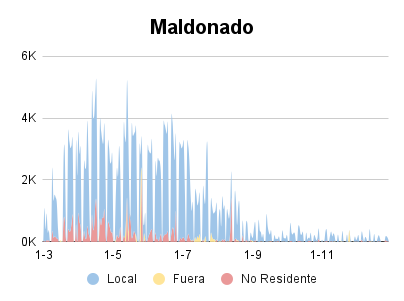 Maldonado
6K
4K
2K
0K
1-3 1-5 1-7 1-9 1-11
Local Fuera No Residente